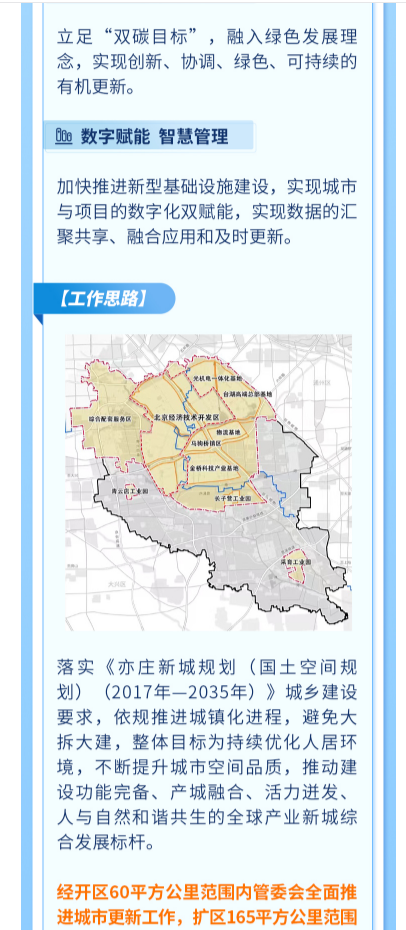 立足“双碳目标”，融入绿色发展理
念，实现创新、协调、绿色、可持续的
有机更新。
数字赋能 智慧管理
加快推进新型基础设施建设，实现城市
与项目的数字化双赋能，实现数据的汇
聚共享、融合应用和及时更新。
【工作思路】
光机电一体化基地
通州区
台湖高端总部基地
综合配套服务区
北京经济技术开发区
物流基地
马驹桥镇区
金桥科技产业基地
青云店工业园
长子营工业园
采育工业园
大兴区
落实《亦庄新城规划（国土空间规
划）（2017年—2035年）》城乡建设
要求，依规推进城镇化进程，避免大
拆大建，整体目标为持续优化人居环
境，不断提升城市空间品质，推动建
设功能完备、产城融合、活力迸发、
人与自然和谐共生的全球产业新城综
合发展标杆。
经开区60平方公里范围内管委会全面推
进城市更新工作，扩区165平方公里范围